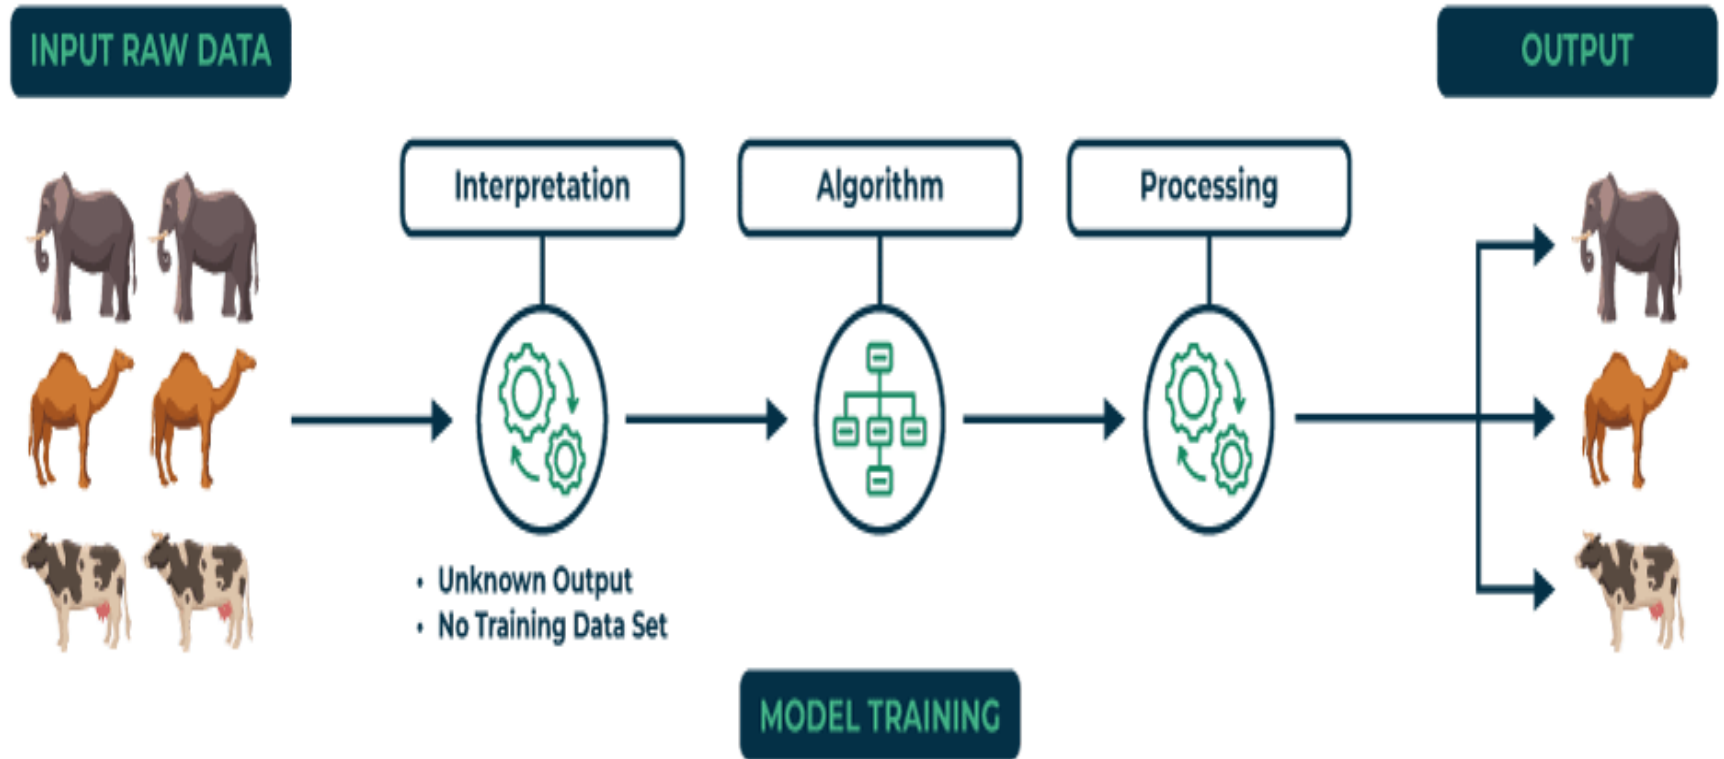 INPUT RAW DATA
OUTPUT
Interpretation
Algorithm
Processing
• Unknown Output
• No Training Data Set
MODEL TRAINING